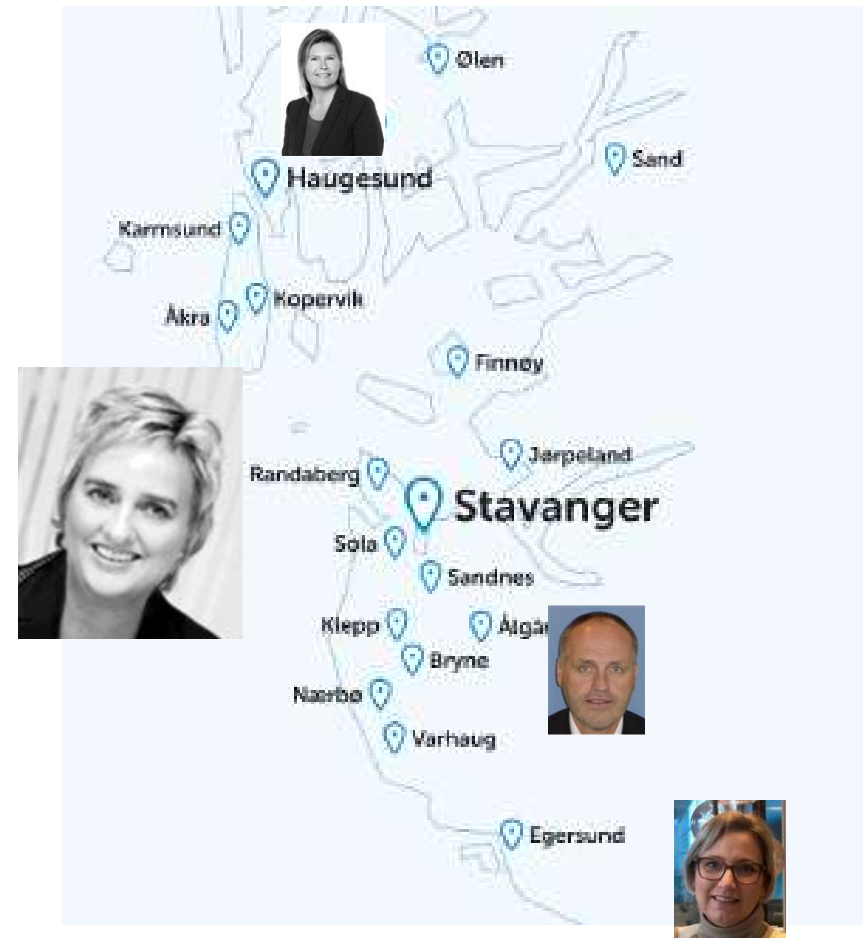 Ølen
Sand
Haugesund
Karmsund
Kopervik
Åkra
Finnøy
Jørpeland
Randaberg
Stavanger
Sola
Sandnes
Klepp
Bryne
Nærbø
Varhaug
Egersund